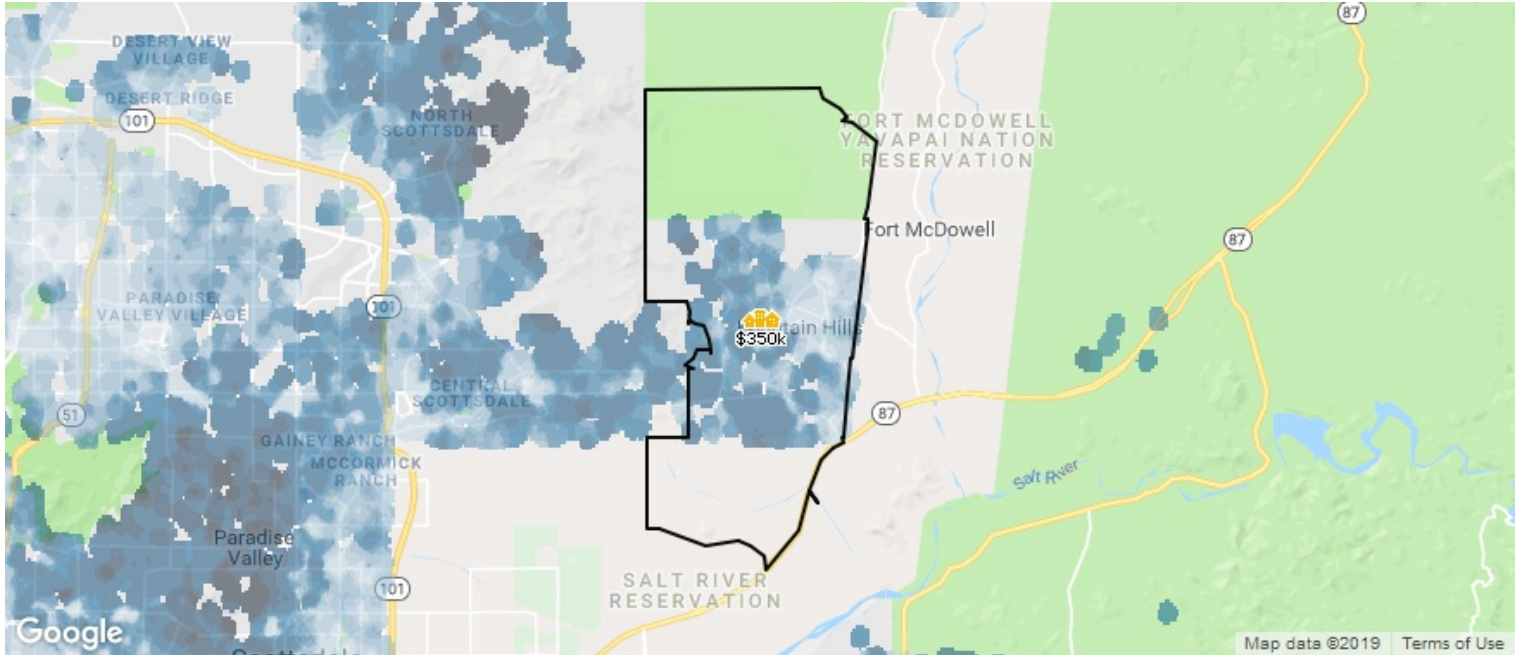 87
DESERT VIEW
VILLAGE
DESERT RIDGE
101
NORTH
SCOTTSDALE
FORT MCDOWELL
YAVAPAI NATION
RESERVATION
Fort McDowell
87
PARADISE
VALLEY VILLAGE
101
Hills
$350k
CENTRAL
SCOTTSDALE
51
87
GAINEY RANCH
MCCORMICK
RANCH
Salt River
Paradise
Valley
101
SALT RIVER
RESERVATION
Google
Scottsdale
Map data ©2019
Terms of Use